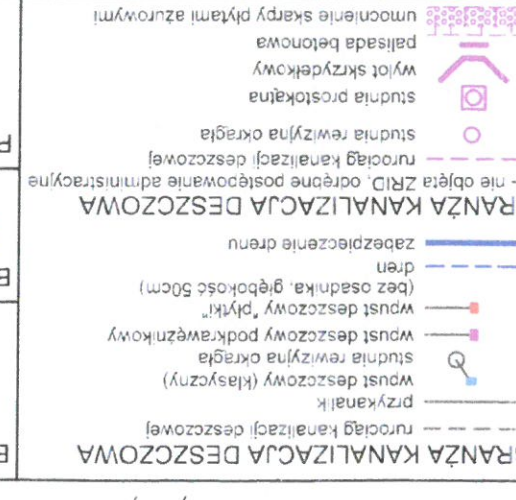 RANŻA KANALIZACJA DESZCZOWA
rurociąg kanalizacji deszczowej
przykanalik
wpust deszczowy (klasyczny)
studnia rewizyjna okrągła
wpust deszczowy podkrawężnikowy
wpust deszczowy "płytki"
(bez osadnika, głębokość 50cm)
dren
zabezpieczenie drenu
RANŻA KANALIZACJA DESZCZOWA
- nie objęta ZRID, odrębne postępowanie administracyjne
rurociąg kanalizacji deszczowej
studnia rewizyjna okrągła
studnia prostokątna
wylot skrzydełkowy
palisada betonowa
umocnienie skarpy płytami ażurowymi